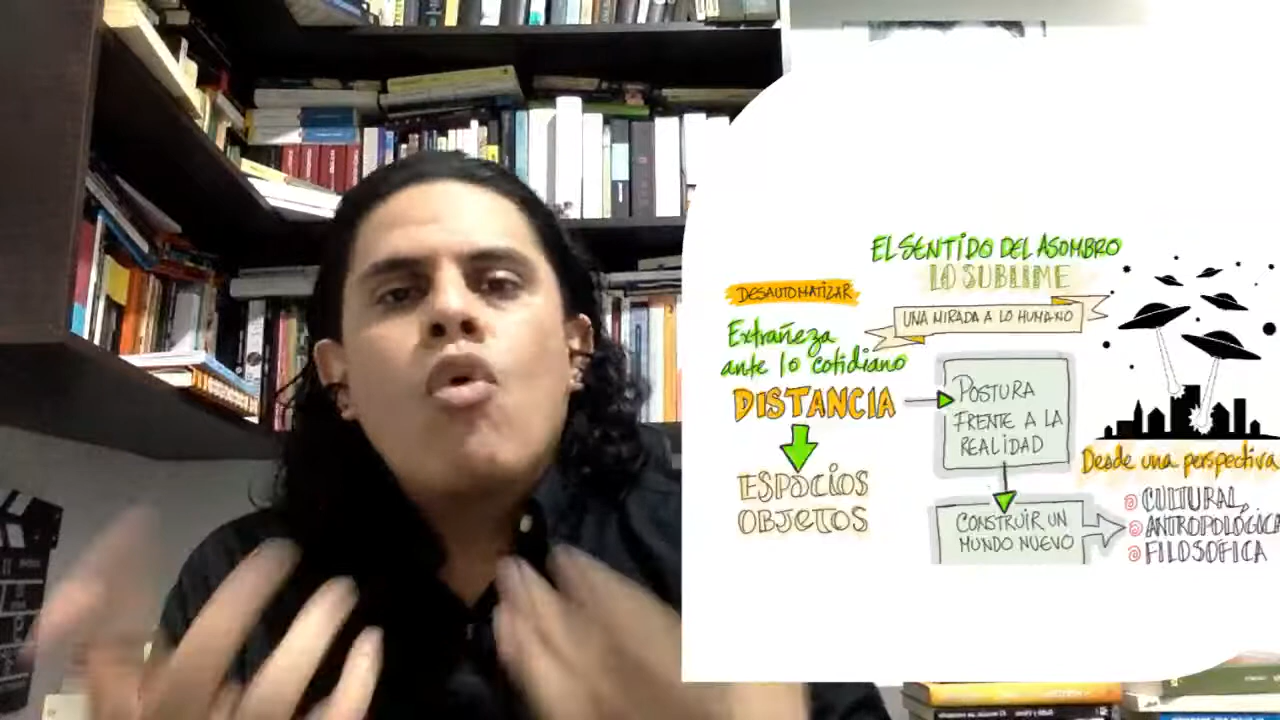 EL SENTIDO DEL ASOMBRO
LO SUBLIME
UNA MIRADA A LO HUMANO
DESAUTOMATIZAR
Extrañeza
ante lo cotidiano
DISTANCIA
ESPACIOS
OBJETOS
POSTURA
FRENTE A LA
REALIDAD
CONSTRUIR UN
MUNDO NUEVO
Desde una perspectiva
CULTURAL,
ANTROPOLÓGICA
FILOSÓFICA